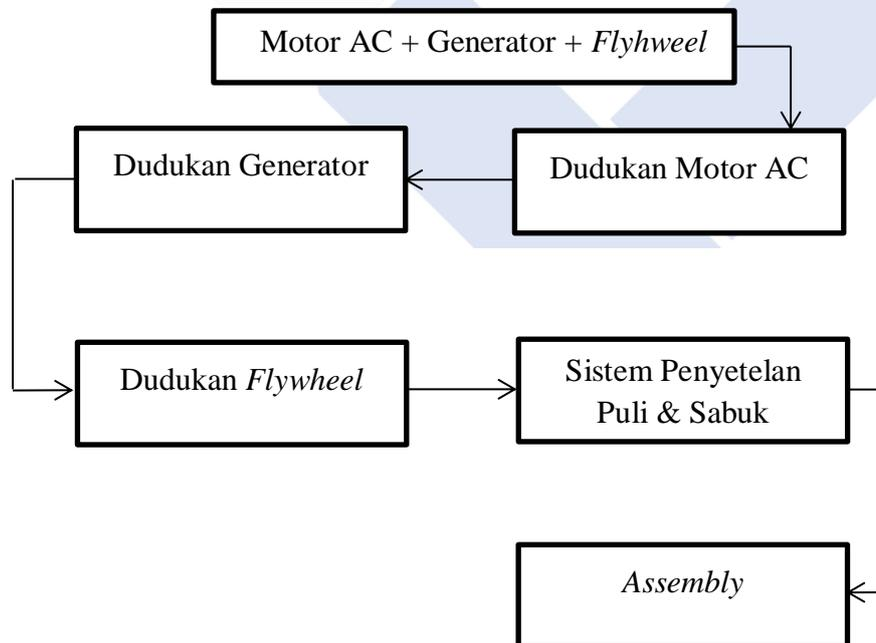 Motor AC + Generator + Flyhweel
Dudukan Motor AC
Dudukan Generator
Dudukan Flywheel
Sistem Penyetelan
Puli & Sabuk
Assembly